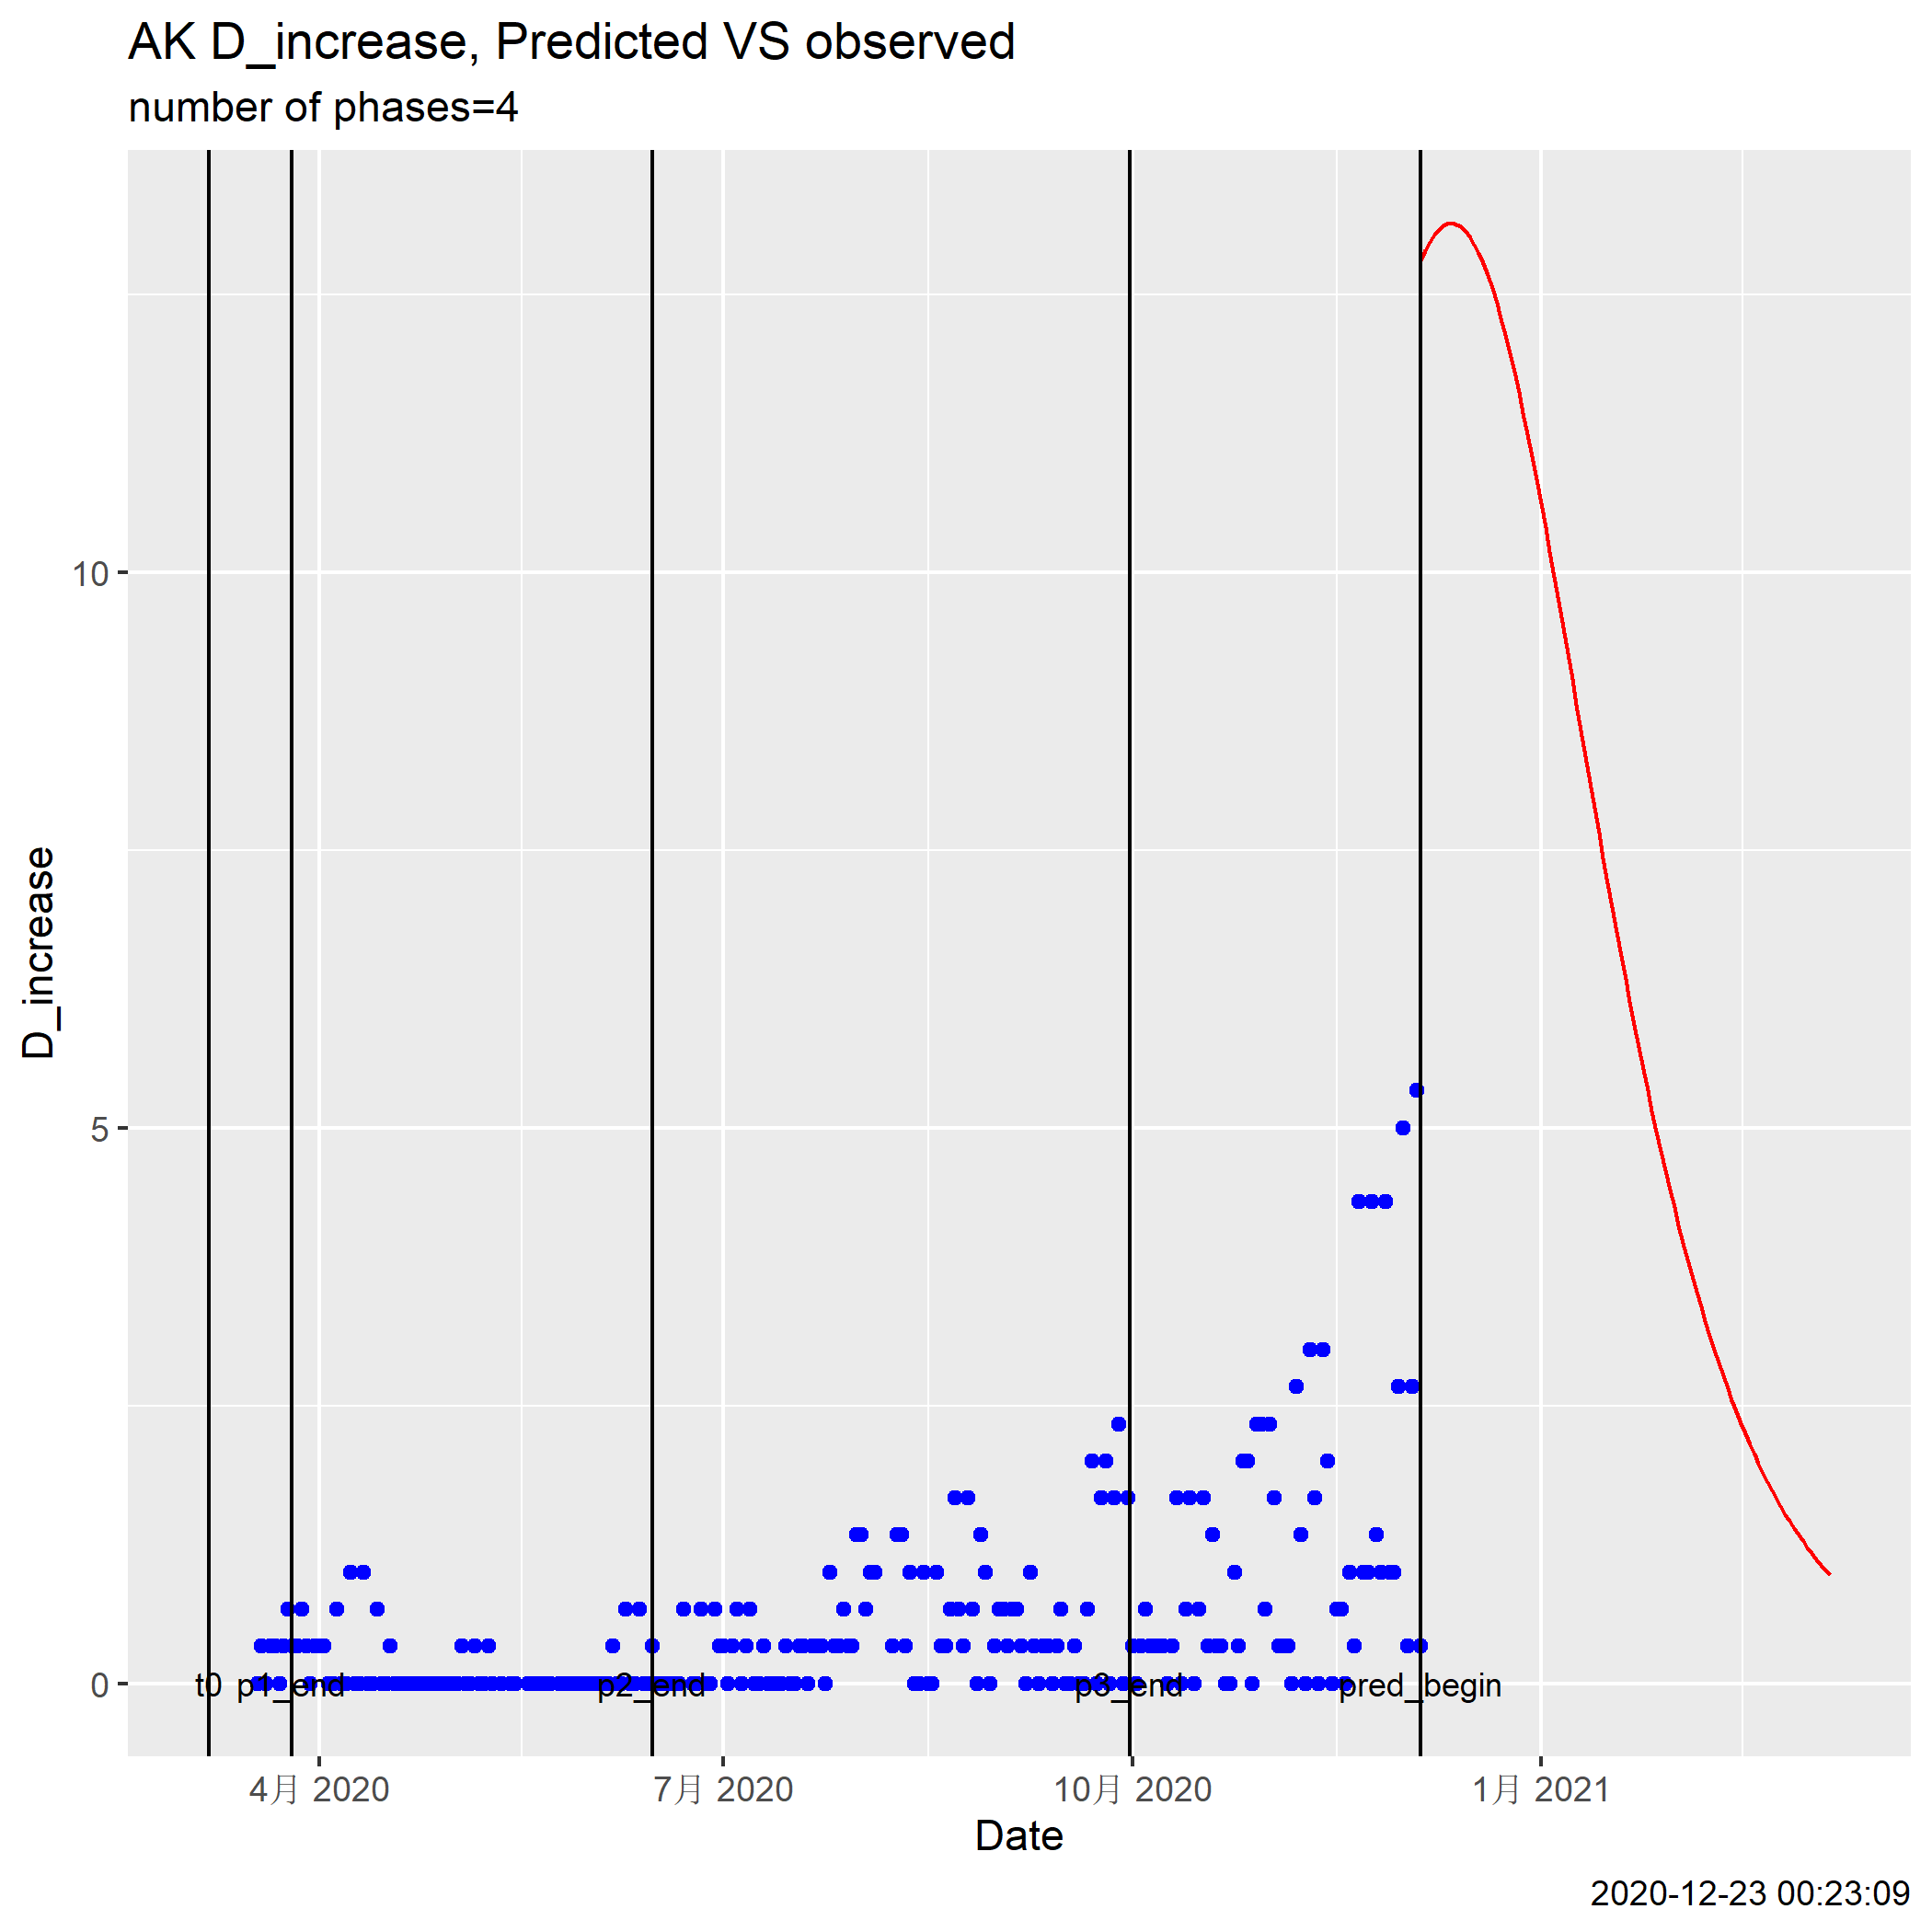 AK D_increase, Predicted VS observed
number of phases=4
D_increase
10
5
0
t0 p1_end p2_end p3_end pred_begin
4月 2020 7月 2020 10月 2020 1月 2021
Date
2020-12-23 00:23:09